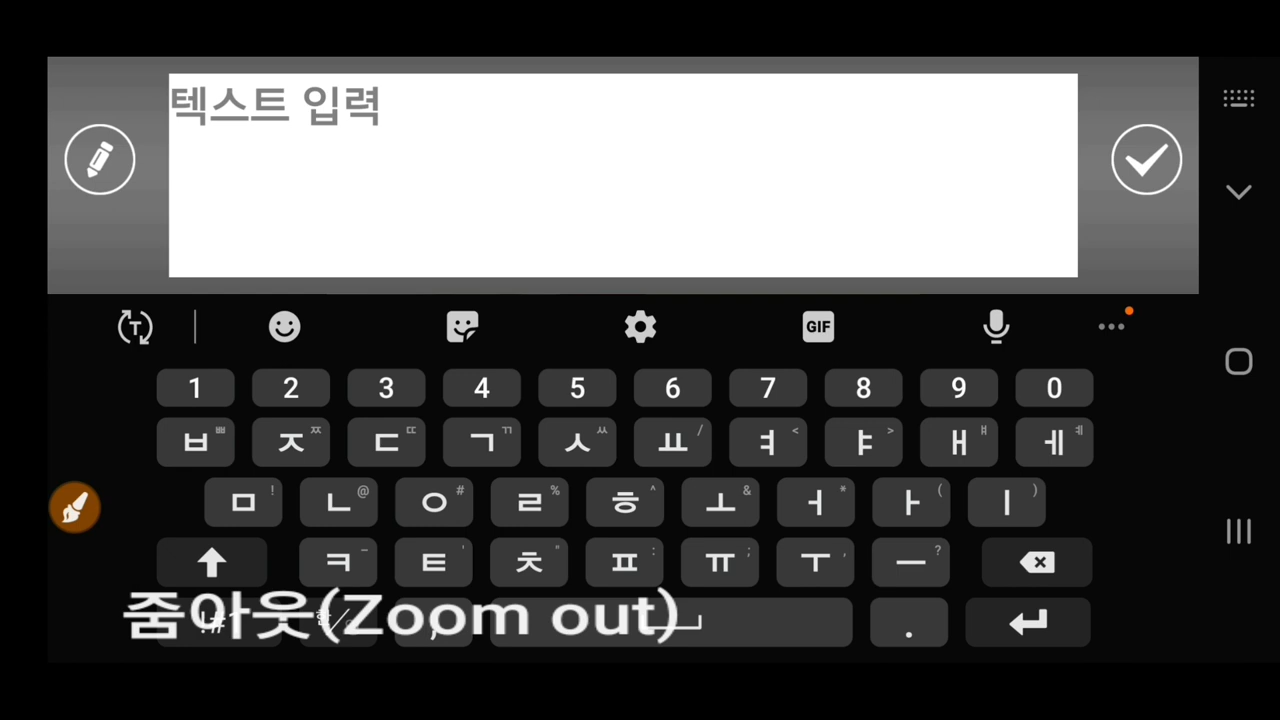 텍스트 입력
T GIF
1 2 3 4 5 6 7 8 9 0
ㅂ ㅃ ㅈ ㅉ ㄷ ㄸ ㄱ ㄲ ㅅ ㅆ ㅛ / ㅕ < ㅑ > ㅐ ㅒ ㅔ ㅖ
ㅁ ! ㄴ @ ㅇ # ㄹ % ㅎ ^ ㅗ & ㅓ * ㅏ ( ㅣ )
ㅋ - ㅌ ' ㅊ " ㅍ : ㅠ ; ㅜ , ㅡ ?
줌아웃(Zoom out)
, .